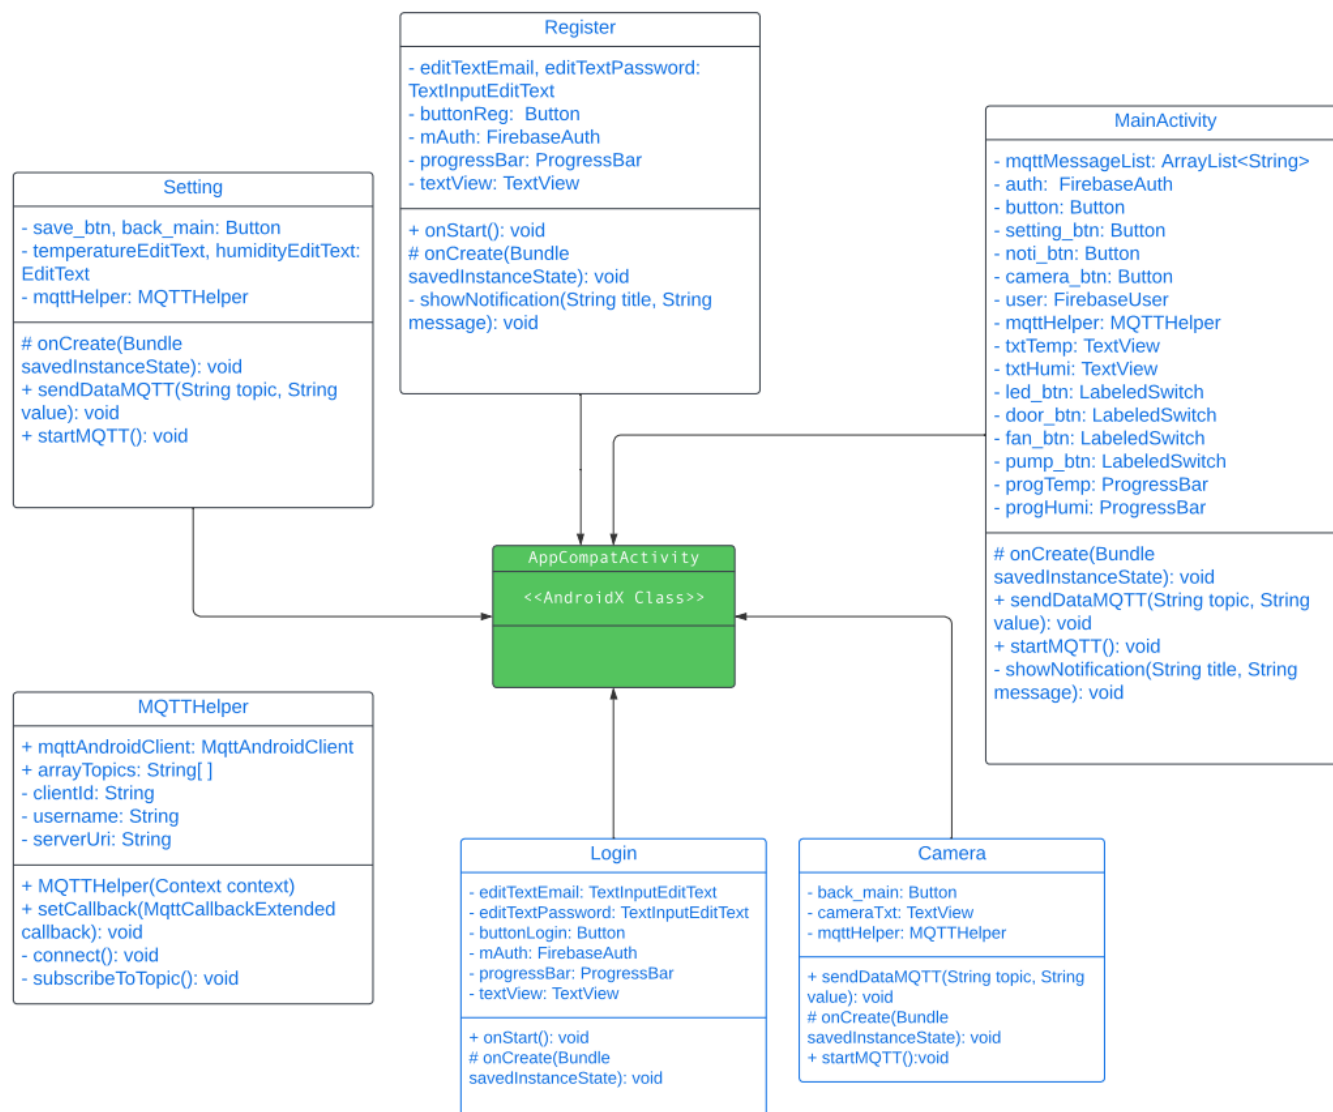 Register
- editTextEmail, editTextPassword:
TextInputEditText
- buttonReg:  Button
- mAuth: FirebaseAuth
- progressBar: ProgressBar
- textView: TextView
+ onStart(): void
# onCreate(Bundle
savedInstanceState): void
- showNotification(String title, String
message): void
MainActivity
- mqttMessageList: ArrayList<String>
- auth:  FirebaseAuth
- button: Button
- setting_btn: Button
- noti_btn: Button
- camera_btn: Button
- user: FirebaseUser
- mqttHelper: MQTTHelper
- txtTemp: TextView
- txtHumi: TextView
- led_btn: LabeledSwitch
- door_btn: LabeledSwitch
- fan_btn: LabeledSwitch
- pump_btn: LabeledSwitch
- progTemp: ProgressBar
- progHumi: ProgressBar
# onCreate(Bundle
savedInstanceState): void
+ sendDataMQTT(String topic, String
value): void
+ startMQTT(): void
- showNotification(String title, String
message): void
Setting
- save_btn, back_main: Button
- temperatureEditText, humidityEditText:
EditText
- mqttHelper: MQTTHelper
# onCreate(Bundle
savedInstanceState): void
+ sendDataMQTT(String topic, String
value): void
+ startMQTT(): void
AppCompatActivity
<<AndroidX Class>>
MQTTHelper
+ mqttAndroidClient: MqttAndroidClient
+ arrayTopics: String[ ]
- clientId: String
- username: String
- serverUri: String
+ MQTTHelper(Context context)
+ setCallback(MqttCallbackExtended
callback): void
- connect(): void
- subscribeToTopic(): void
Login
- editTextEmail: TextInputEditText
- editTextPassword: TextInputEditText
- buttonLogin: Button
- mAuth: FirebaseAuth
- progressBar: ProgressBar
- textView: TextView
+ onStart(): void
# onCreate(Bundle
savedInstanceState): void
Camera
- back_main: Button
- cameraTxt: TextView
- mqttHelper: MQTTHelper
+ sendDataMQTT(String topic, String
value): void
# onCreate(Bundle
savedInstanceState): void
+ startMQTT():void